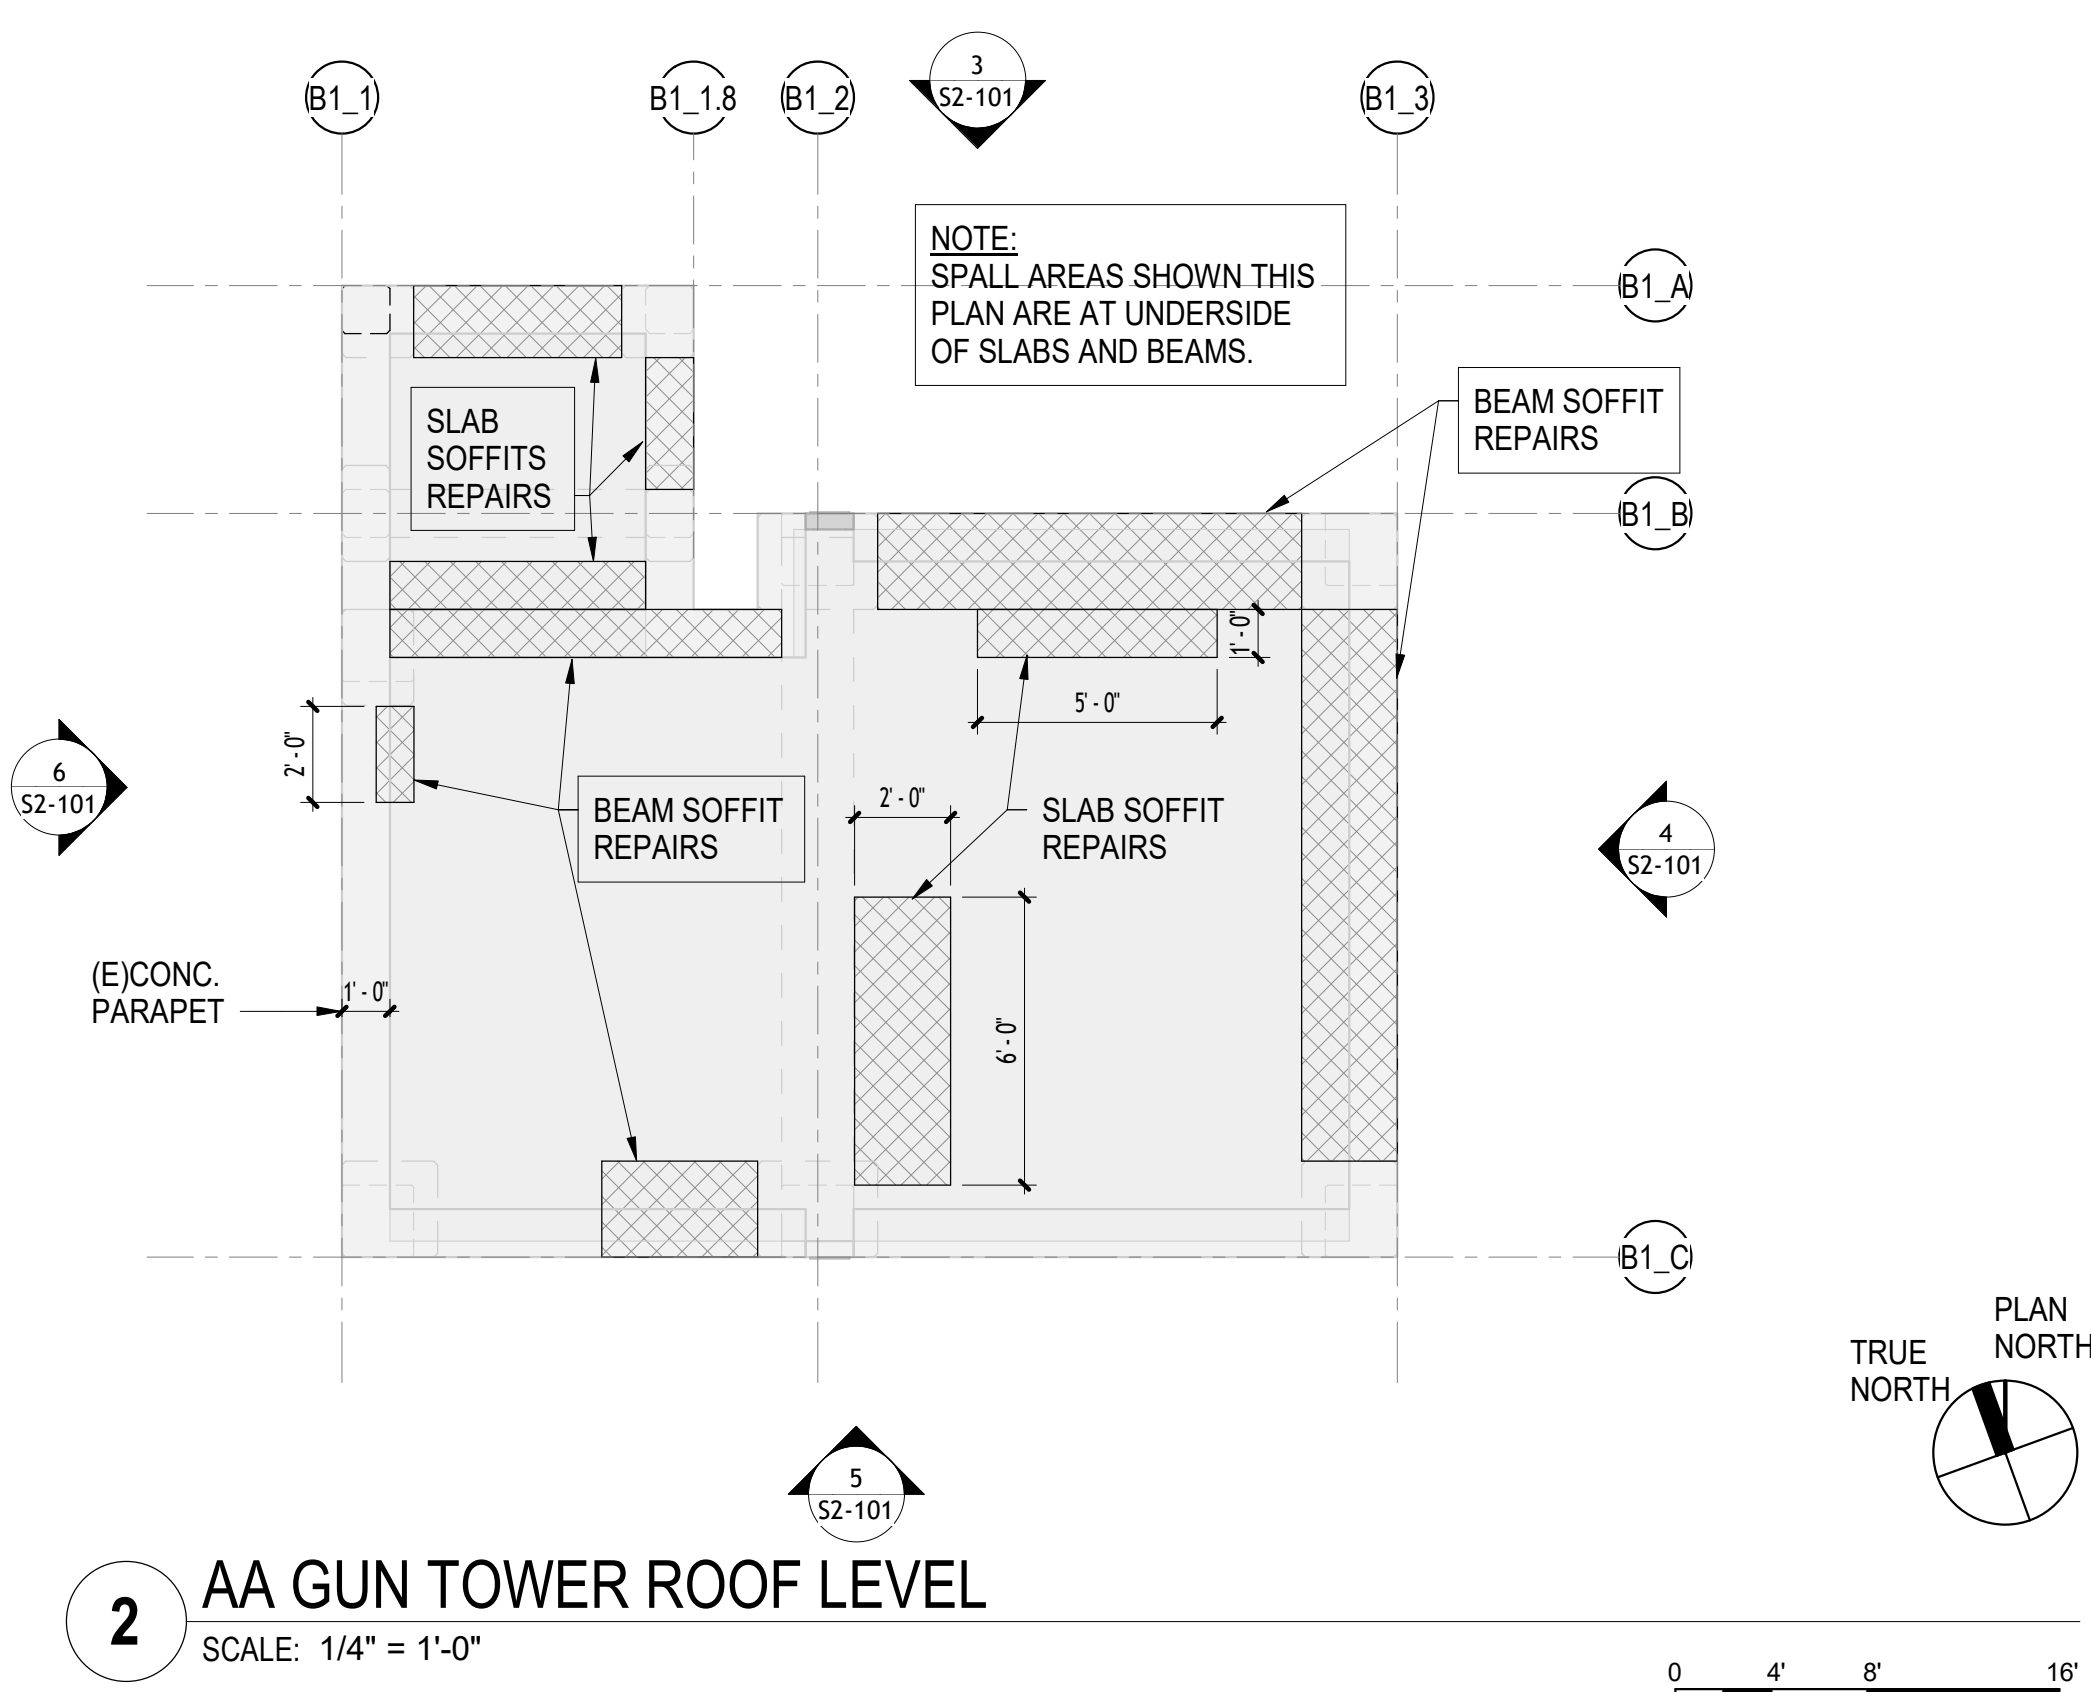 B1_1
B1_1.8
B1_2
3
S2-101
B1_3
NOTE:
SPALL AREAS SHOWN THIS
PLAN ARE AT UNDERSIDE
OF SLABS AND BEAMS.
B1_A
SLAB
SOFFITS
REPAIRS
BEAM SOFFIT
REPAIRS
B1_B
1' - 0"
5' - 0"
2' - 0"
6
S2-101
BEAM SOFFIT
REPAIRS
2' - 0"
SLAB SOFFIT
REPAIRS
4
S2-101
(E)CONC.
PARAPET
1' - 0"
6' - 0"
B1_C
PLAN
NORTH
TRUE
NORTH
5
S2-101
2
AA GUN TOWER ROOF LEVEL
SCALE: 1/4" = 1'-0"
0 4' 8' 16'